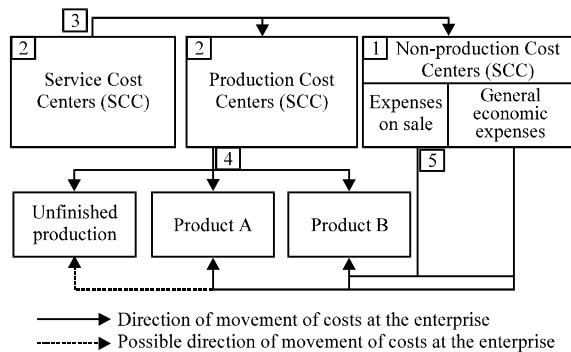 3
2
Service Cost
Centers (SCC)
2
Production Cost
Centers (SCC)
1
Non-production Cost
Centers (SCC)
Expenses
on sale
General
economic
expenses
4
5
Unfinished
production
Product A
Product B
Direction of movement of costs at the enterprise
Possible direction of movement of costs at the enterprise